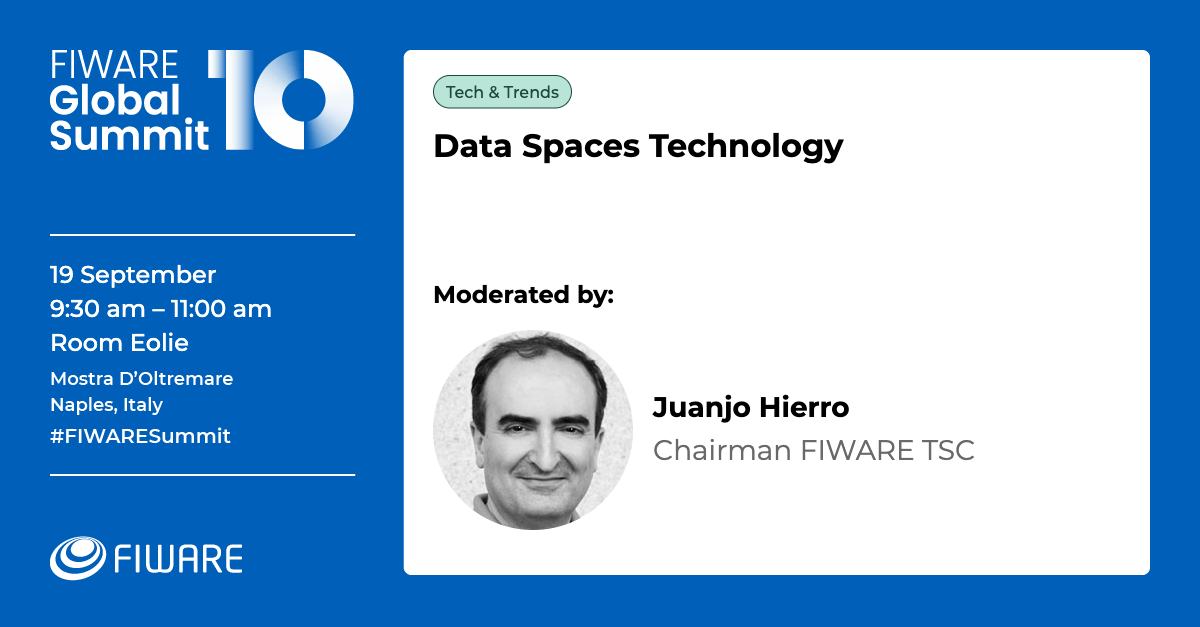 FIWARE
Global
Summit
10
19 September
9:30 am – 11:00 am
Room Eolie
Mostra D’Oltremare
Naples, Italy
#FIWARESummit
FIWARE
Tech & Trends
Data Spaces Technology
Moderated by:
Juanjo Hierro
Chairman FIWARE TSC